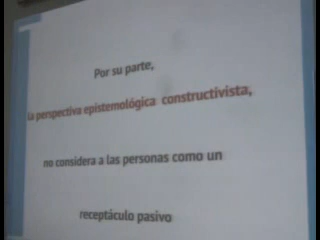 Por su parte,
la perspectiva epistemológica constructivista,
no considera a las personas como un
receptáculo pasivo